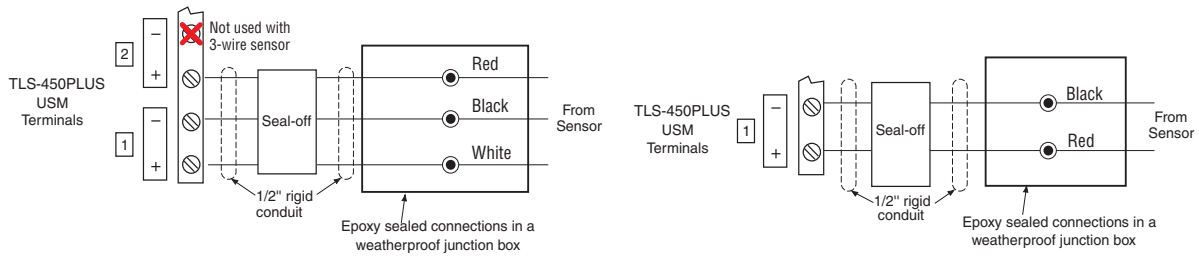 Not used with
3-wire sensor
2
−
+
TLS-450PLUS
USM
Terminals
1
−
+
Seal-off
Red
Black
White
From
Sensor
1/2" rigid
conduit
Epoxy sealed connections in a
weatherproof junction box
TLS-450PLUS
USM
Terminals
1
−
+
Seal-off
Black
Red
From
Sensor
1/2" rigid
conduit
Epoxy sealed connections in a
weatherproof junction box